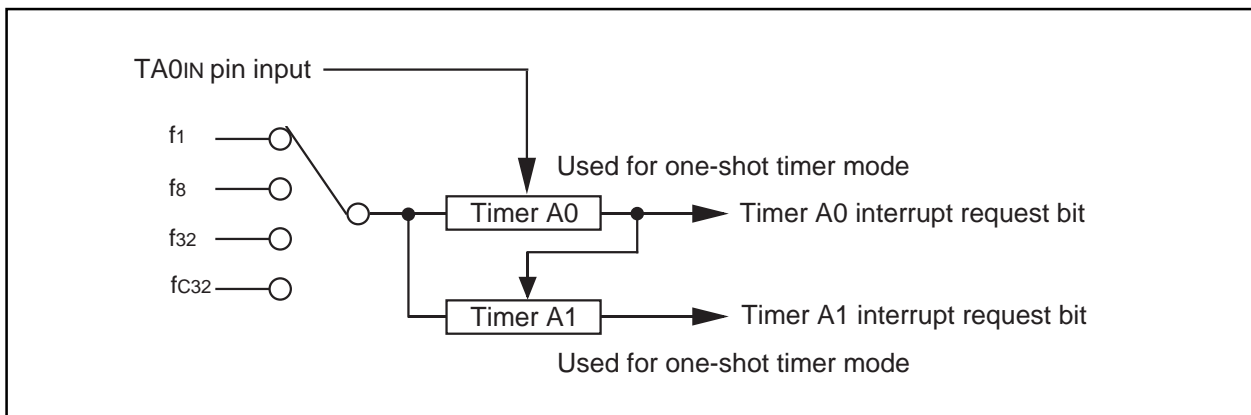 TA0IN pin input
f1
f8
f32
fC32
Used for one-shot timer mode
Timer A0
Timer A0 interrupt request bit
Timer A1
Timer A1 interrupt request bit
Used for one-shot timer mode